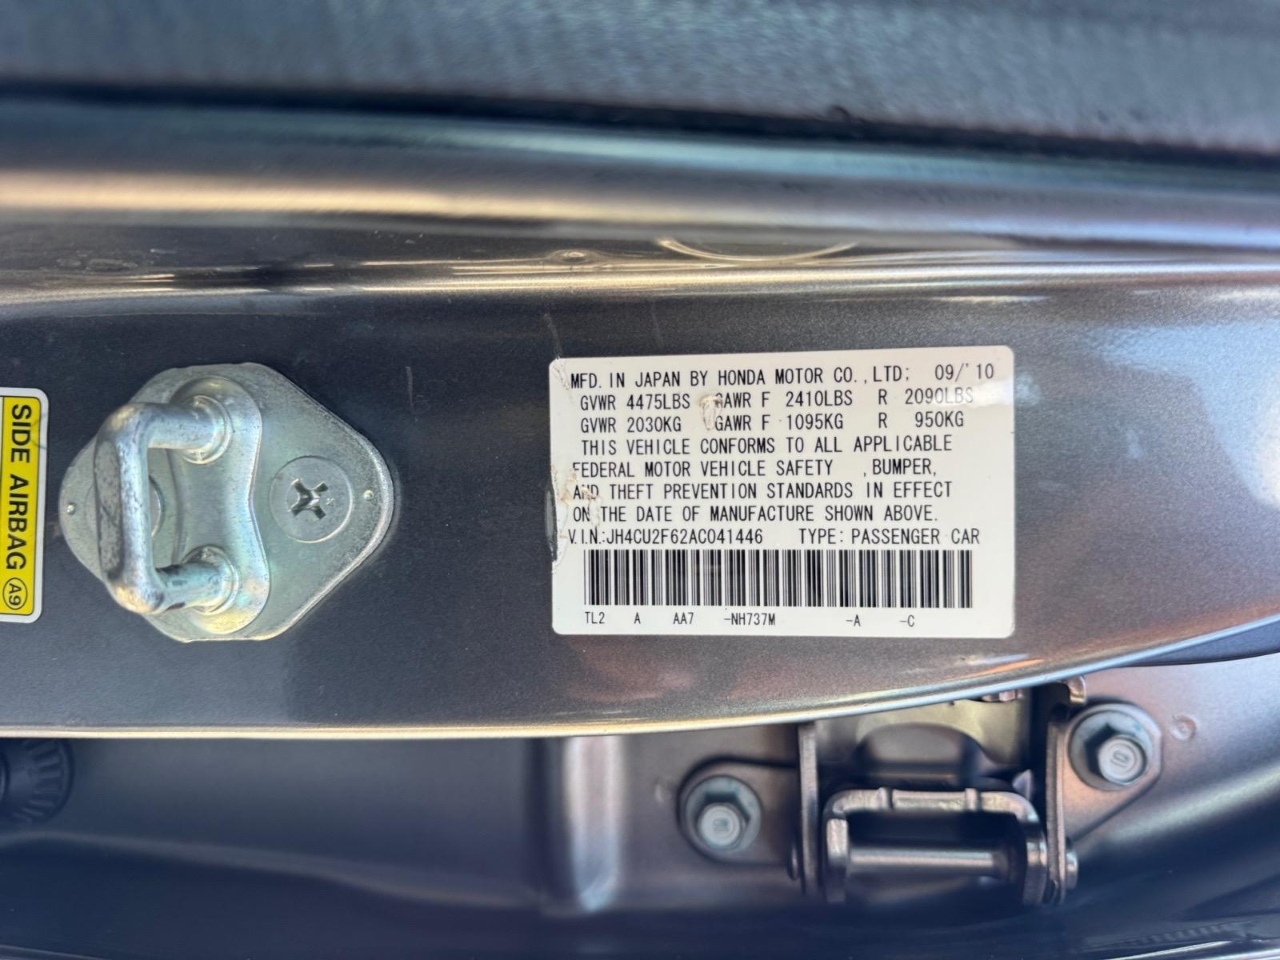 SIDE AIRBAG A9
MFD. IN JAPAN BY HONDA MOTOR CO.,LTD; 09/'10
GVWR 4475LBS GAWR F 2410LBS R 2090LBS
GVWR 2030KG GAWR F 1095KG R 950KG
THIS VEHICLE CONFORMS TO ALL APPLICABLE
FEDERAL MOTOR VEHICLE SAFETY ,BUMPER,
AND THEFT PREVENTION STANDARDS IN EFFECT
ON THE DATE OF MANUFACTURE SHOWN ABOVE.
V.I.N.:JH4CU2F62AC041446 TYPE: PASSENGER CAR
TL2 A AA7 -NH737M -A -C
10